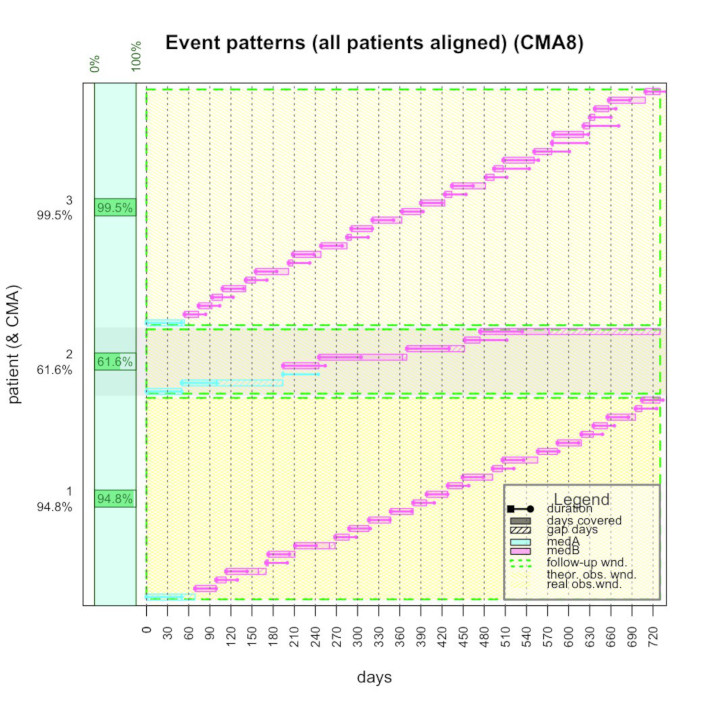 Event patterns (all patients aligned) (CMA8)
0%
100%
patient (& CMA)
3
99.5%
99.5%
2
61.6%
61.6%
1
94.8%
94.8%
Legend
duration
days covered
gap days
medA
medB
follow-up wnd.
theor. obs. wnd.
real obs.wnd.
0 30 60 90 120 150 180 210 240 270 300 330 360 390 420 450 480 510 540 570 600 630 660 690 720
days